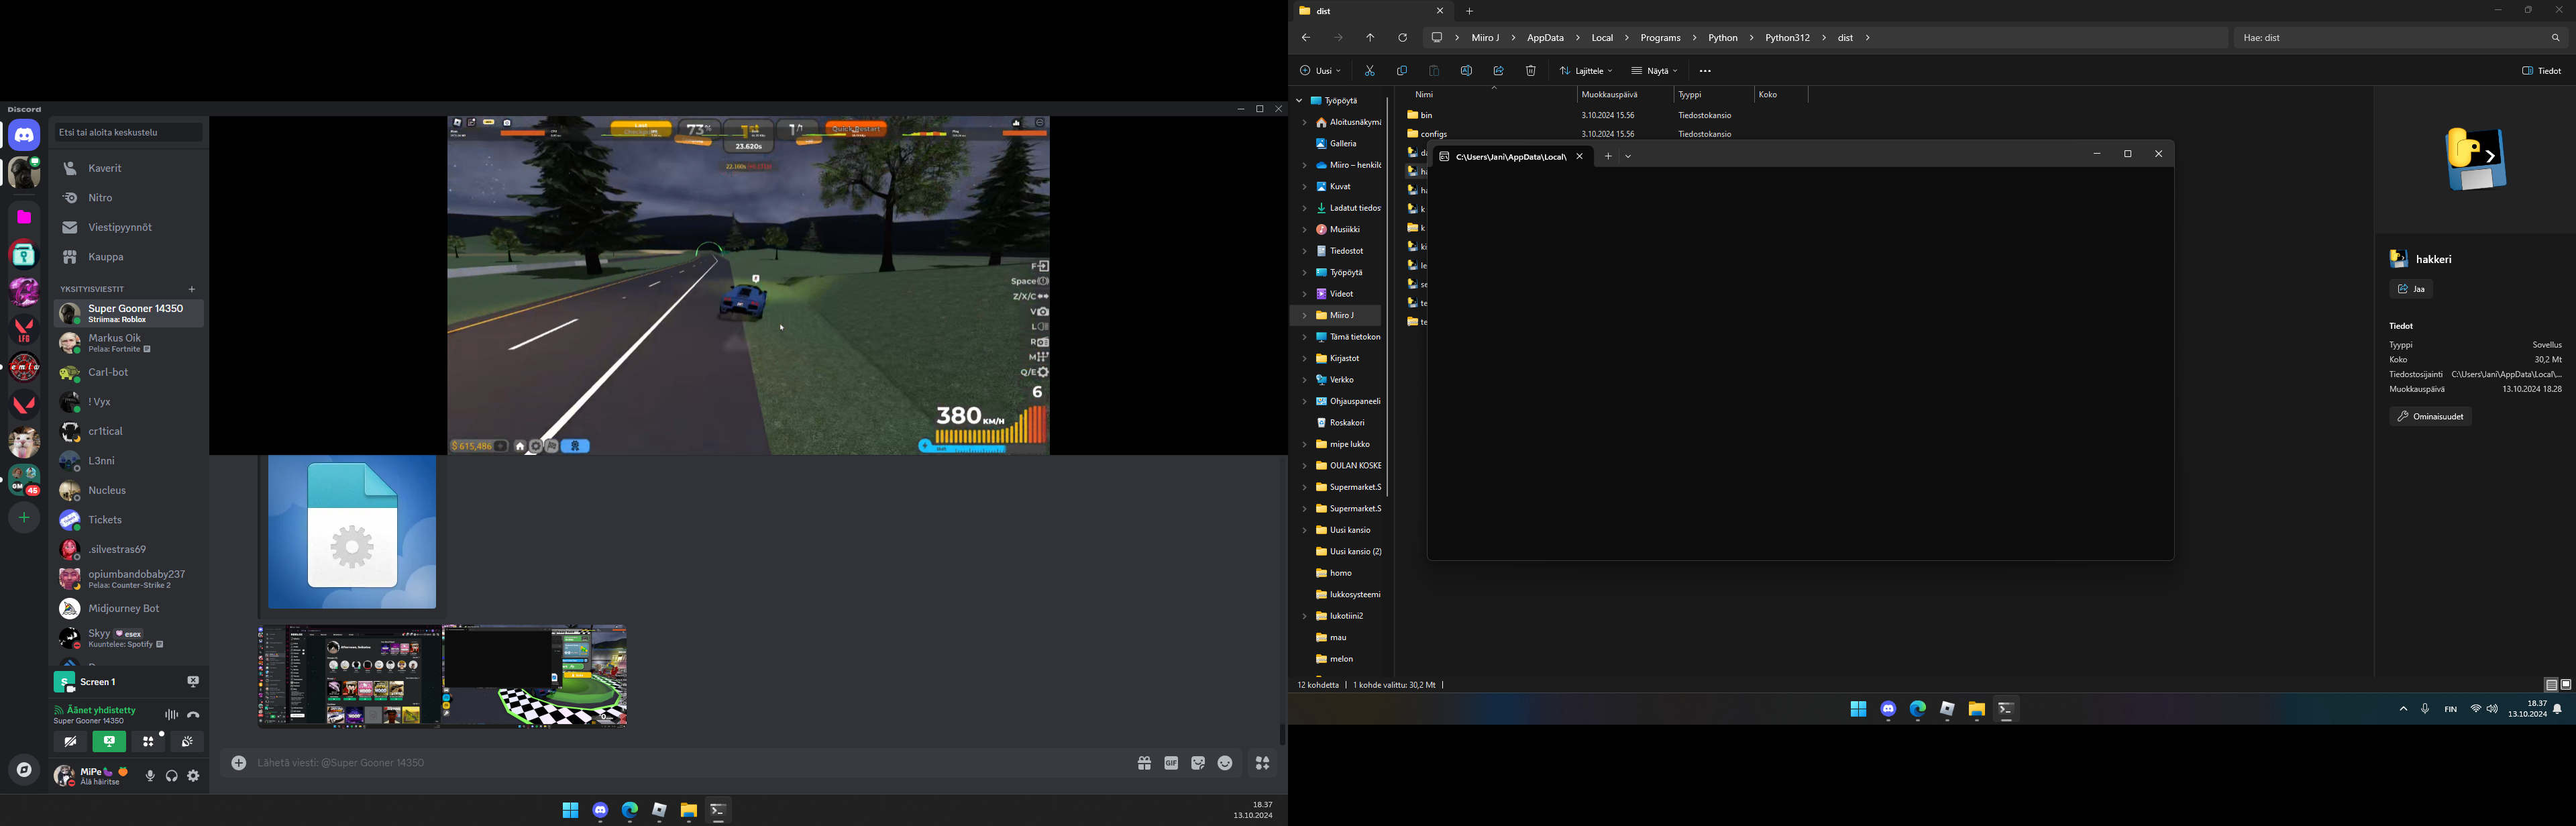 Discord
Etsi tai aloita keskustelu
Kaverit
Nitro
Viestipyynnöt
Kauppa
YKSITYISVIESTIT
Super Gooner 14350
Striimaa: Roblox
Markus Oik
Pelaa: Fortnite
Carl-bot
! Vyx
cr1tical
L3nni
Nucleus
Tickets
.silvestras69
opiumbandobaby237
Pelaa: Counter-Strike 2
Midjourney Bot
Skyy esex
Kuuntelee: Spotify
LFG
GM 45
S Screen 1
Äänet yhdistetty
Super Gooner 14350
MiPe
Älä häiritse
73%
1/1
Quick Restart
23.620s
F
Space
Z/X/C
V
L
R
M
Q/E
6
380 KM/H
$ 615,486
Lähetä viesti: @Super Gooner 14350
GIF
18.37
13.10.2024
dist
Miiro J > AppData > Local > Programs > Python > Python312 > dist >
Hae: dist
Uusi
Lajittele
Näytä
Tiedot
Työpöytä
Aloitusnäkymä
Galleria
Miiro – henkilö
Kuvat
Ladatut tiedos
Musiikki
Tiedostot
Työpöytä
Videot
Miiro J
Tämä tietokon
Kirjastot
Verkko
Ohjauspaneeli
Roskakori
mipe lukko
OULAN KOSKE
Supermarket.S
Supermarket.S
Uusi kansio
Uusi kansio (2)
homo
lukkosysteemi
lukotiini2
mau
melon
Nimi Muokkauspäivä Tyyppi Koko
bin 3.10.2024 15.56 Tiedostokansio
configs 3.10.2024 15.56 Tiedostokansio
C:\Users\Jani\AppData\Local\
hakkeri
Jaa
Tiedot
Tyyppi Sovellus
Koko 30,2 Mt
Tiedostosijainti C:\Users\Jani\AppData\Local\...
Muokkauspäivä 13.10.2024 18.28
Ominaisuudet
12 kohdetta 1 kohde valittu: 30,2 Mt
FIN
18.37
13.10.2024